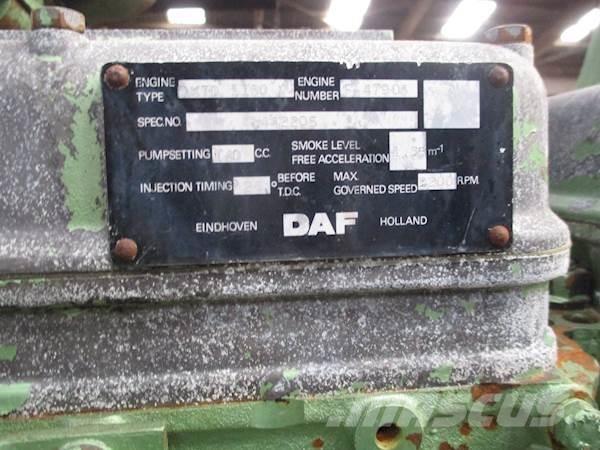 ENGINE TYPE ENGINE NUMBER
SPEC.NO.
PUMPSETTING C.C. SMOKE LEVEL FREE ACCELERATION m⁻¹
INJECTION TIMING ° BEFORE T.D.C. MAX. GOVERNED SPEED R.P.M.
EINDHOVEN DAF HOLLAND
MASCUS